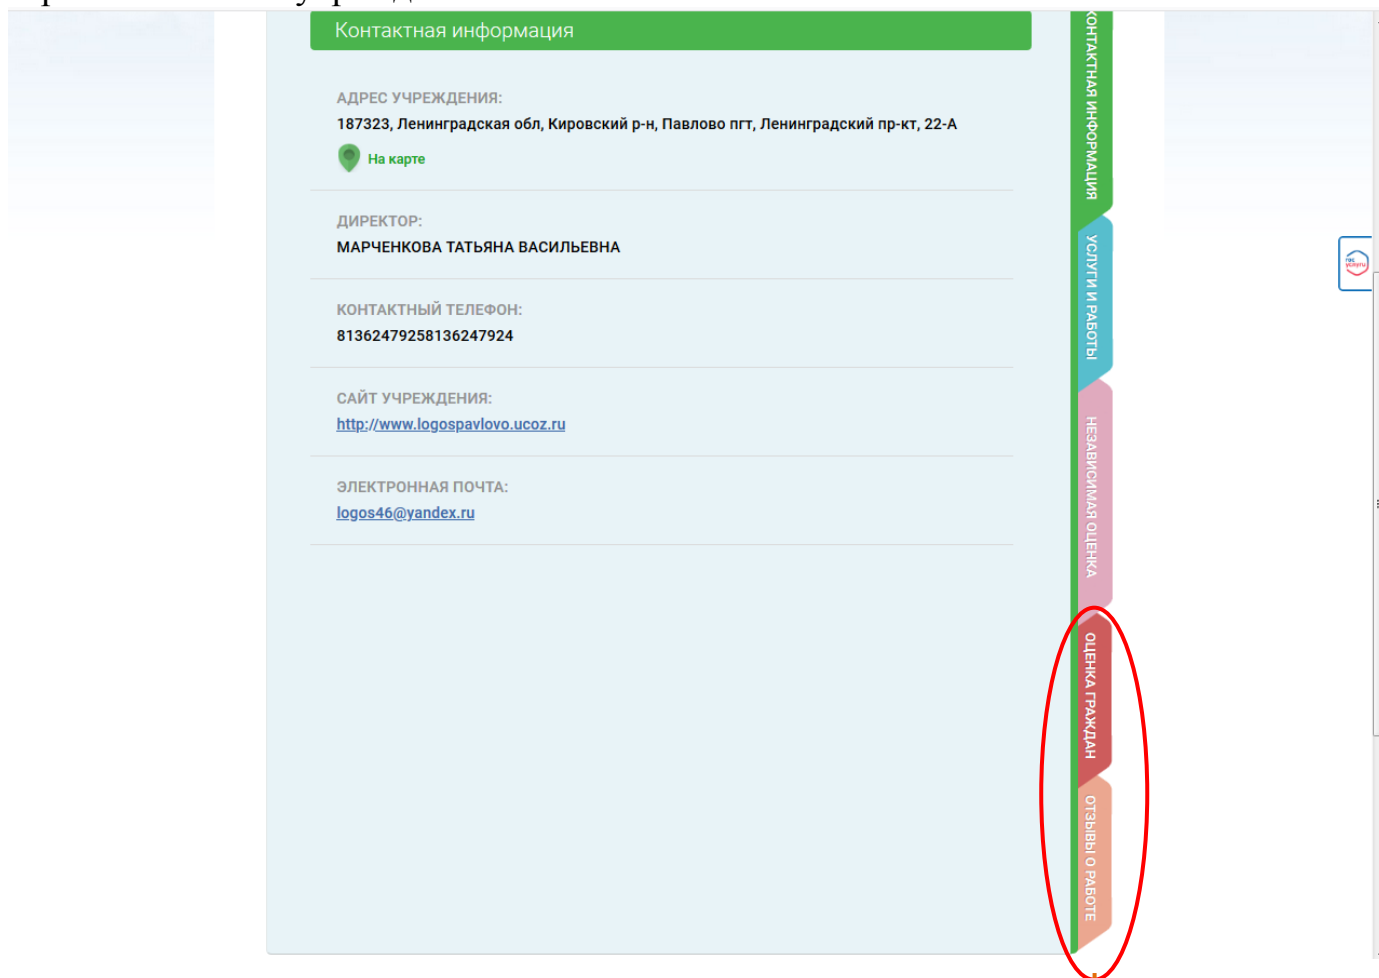 Контактная информация
АДРЕС УЧРЕЖДЕНИЯ:
187323, Ленинградская обл, Кировский р-н, Павлово пгт, Ленинградский пр-кт, 22-А
На карте
ДИРЕКТОР:
МАРЧЕНКОВА ТАТЬЯНА ВАСИЛЬЕВНА
КОНТАКТНЫЙ ТЕЛЕФОН:
81362479258136247924
САЙТ УЧРЕЖДЕНИЯ:
http://www.logospavlovo.ucoz.ru
ЭЛЕКТРОННАЯ ПОЧТА:
logos46@yandex.ru
КОНТАКТНАЯ ИНФОРМАЦИЯ
УСЛУГИ И РАБОТЫ
НЕЗАВИСИМАЯ ОЦЕНКА
ОЦЕНКА ГРАЖДАН
ОТЗЫВЫ О РАБОТЕ
гос
услуги